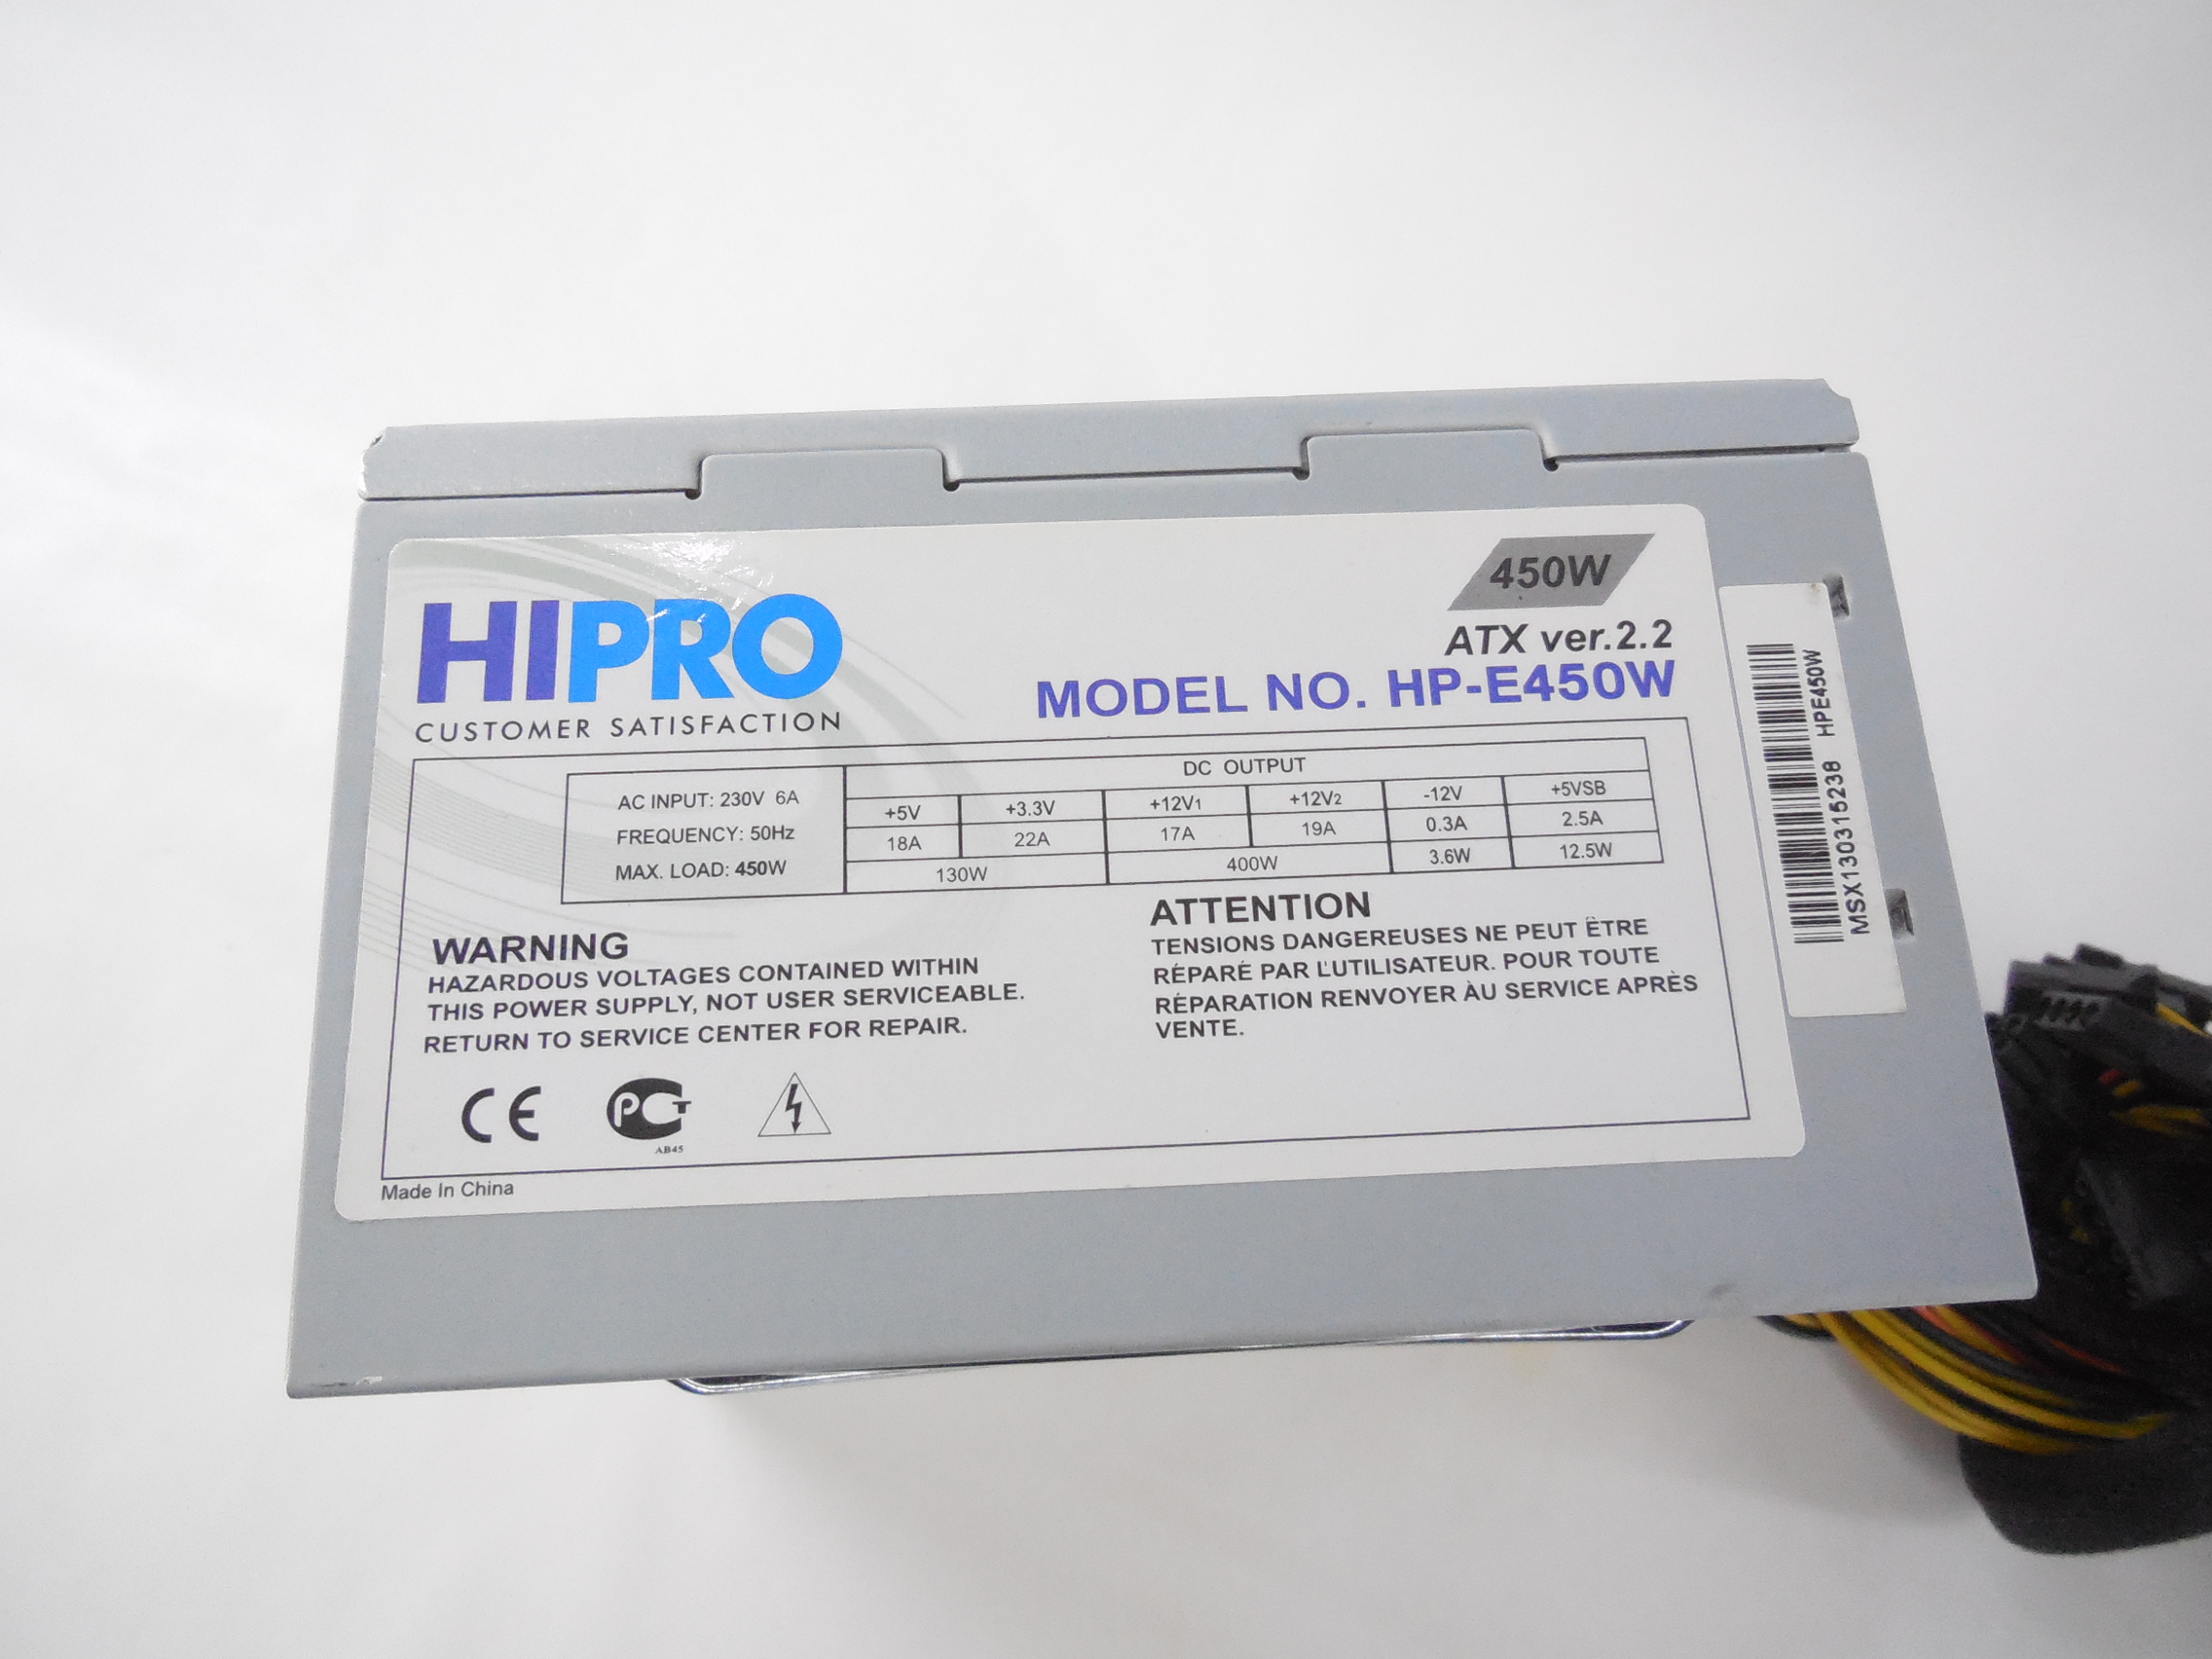 450W
HIPRO
CUSTOMER SATISFACTION
ATX ver.2.2
MODEL NO. HP-E450W
AC INPUT: 230V 6A
FREQUENCY: 50Hz
MAX. LOAD: 450W
DC OUTPUT
+5V +3.3V +12V1 +12V2 -12V +5VSB
18A 22A 17A 19A 0.3A 2.5A
130W 400W 3.6W 12.5W
WARNING
HAZARDOUS VOLTAGES CONTAINED WITHIN
THIS POWER SUPPLY, NOT USER SERVICEABLE.
RETURN TO SERVICE CENTER FOR REPAIR.
ATTENTION
TENSIONS DANGEREUSES NE PEUT ËTRE
RÉPARÉ PAR L'UTILISATEUR. POUR TOUTE
RÉPARATION RENVOYER ÀU SERVICE APRÈS
VENTE.
CE
PCT
AB45
Made In China
MSX130315238 HPE450W